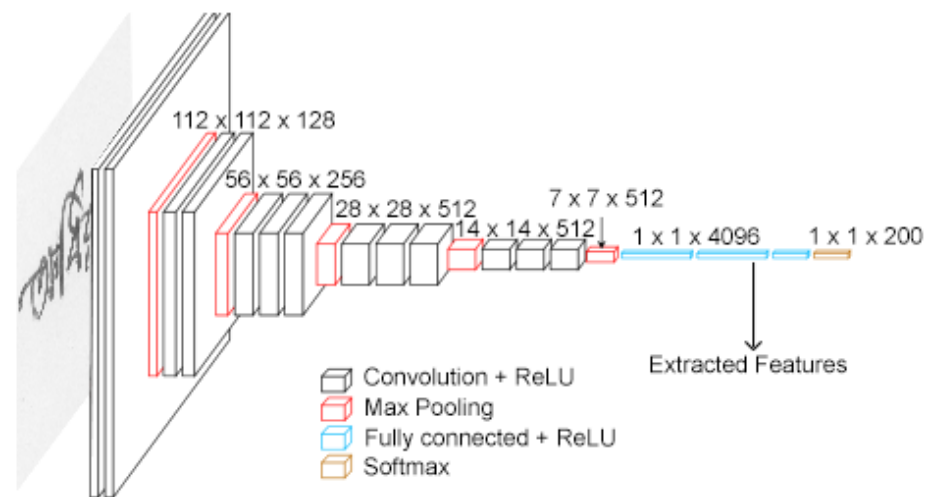 112 x 112 x 128
56 x 56 x 256
28 x 28 x 512
14 x 14 x 512
7 x 7 x 512
1 x 1 x 4096
1 x 1 x 200
Extracted Features
Convolution + ReLU
Max Pooling
Fully connected + ReLU
Softmax